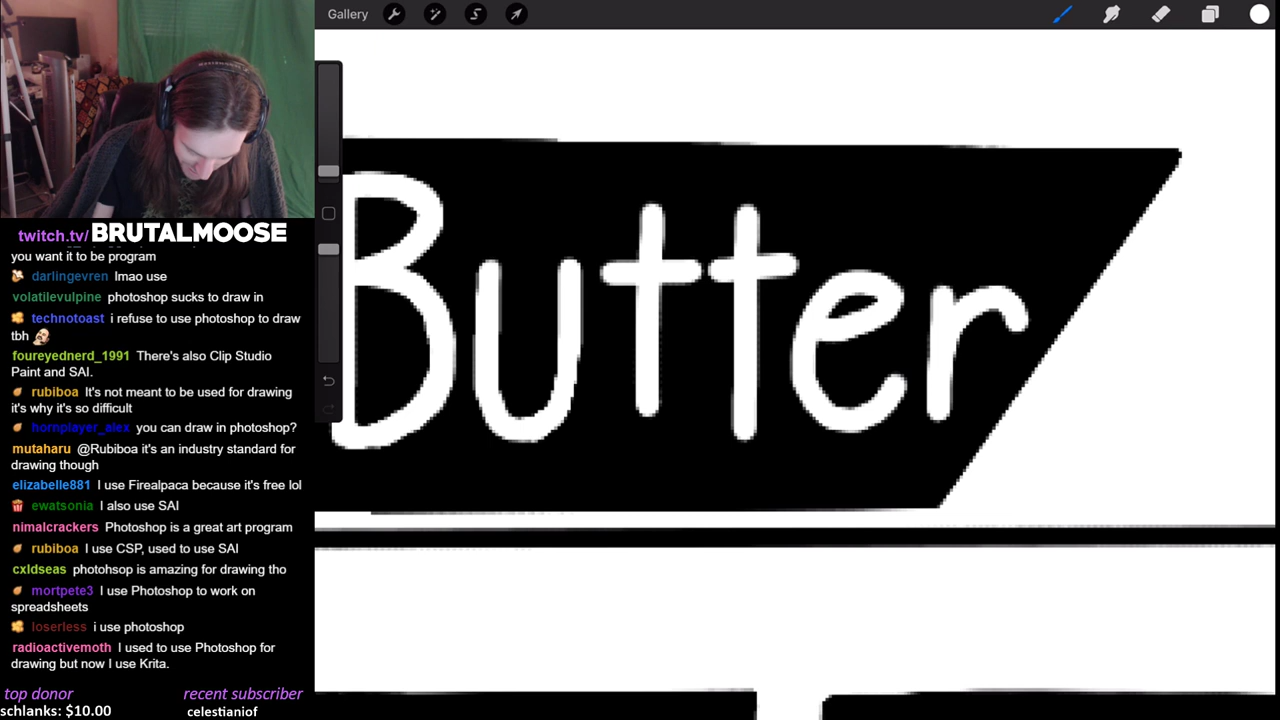 Gallery
twitch.tv/BRUTALMOOSE
you want it to be program
darlingevren lmao use
volatilevulpine photoshop sucks to draw in
technotoast i refuse to use photoshop to draw
tbh
foureyednerd_1991 There's also Clip Studio
Paint and SAI.
rubiboa It's not meant to be used for drawing
it's why it's so difficult
hornplayer_alex you can draw in photoshop?
mutaharu @Rubiboa it's an industry standard for
drawing though
elizabelle881 I use Firealpaca because it's free lol
ewatsonia I also use SAI
nimalcrackers Photoshop is a great art program
rubiboa I use CSP, used to use SAI
cxldseas photohsop is amazing for drawing tho
mortpete3 I use Photoshop to work on
spreadsheets
loserless i use photoshop
radioactivemoth I used to use Photoshop for
drawing but now I use Krita.
top donor recent subscriber
schlanks: $10.00 celestianiof
Butter